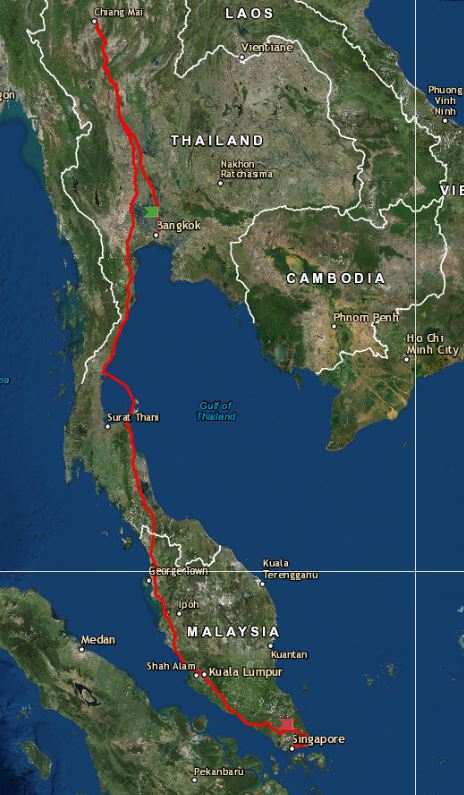 Chiang Mai
LAOS
Vientiane
Phuong
Vinh
Ninh
gon
THAILAND
Nakhon
Ratchasima
VIE
Bangkok
CAMBODIA
Phnom Penh
Ho Chi
Minh City
pa
Gulf of
Thailand
Surat Thani
George Town
Kuala
Terengganu
Ipoh
MALAYSIA
Medan
Kuantan
Shah Alam
Kuala Lumpur
Singapore
Pekanbaru